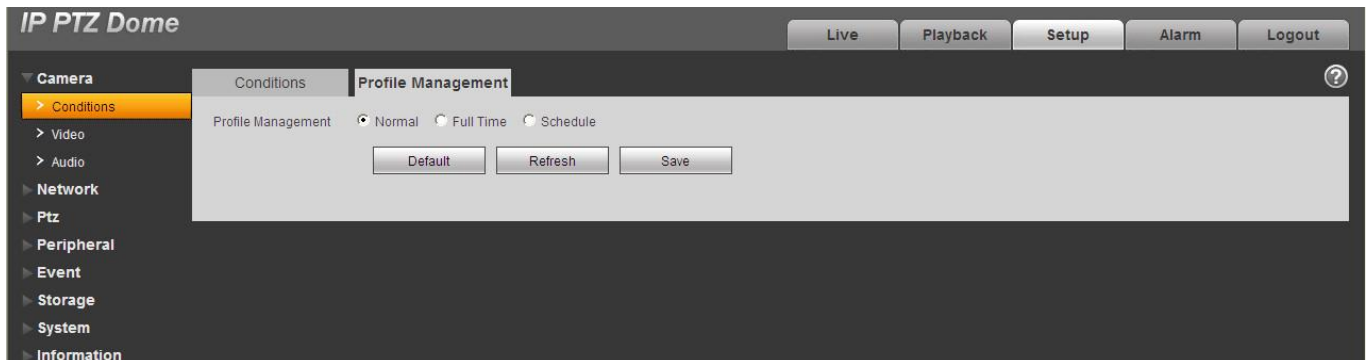 IP PTZ Dome
Live Playback Setup Alarm Logout
Camera
Conditions
Video
Audio
Network
Ptz
Peripheral
Event
Storage
System
Information
Conditions Profile Management
?
Profile Management Normal Full Time Schedule
Default Refresh Save